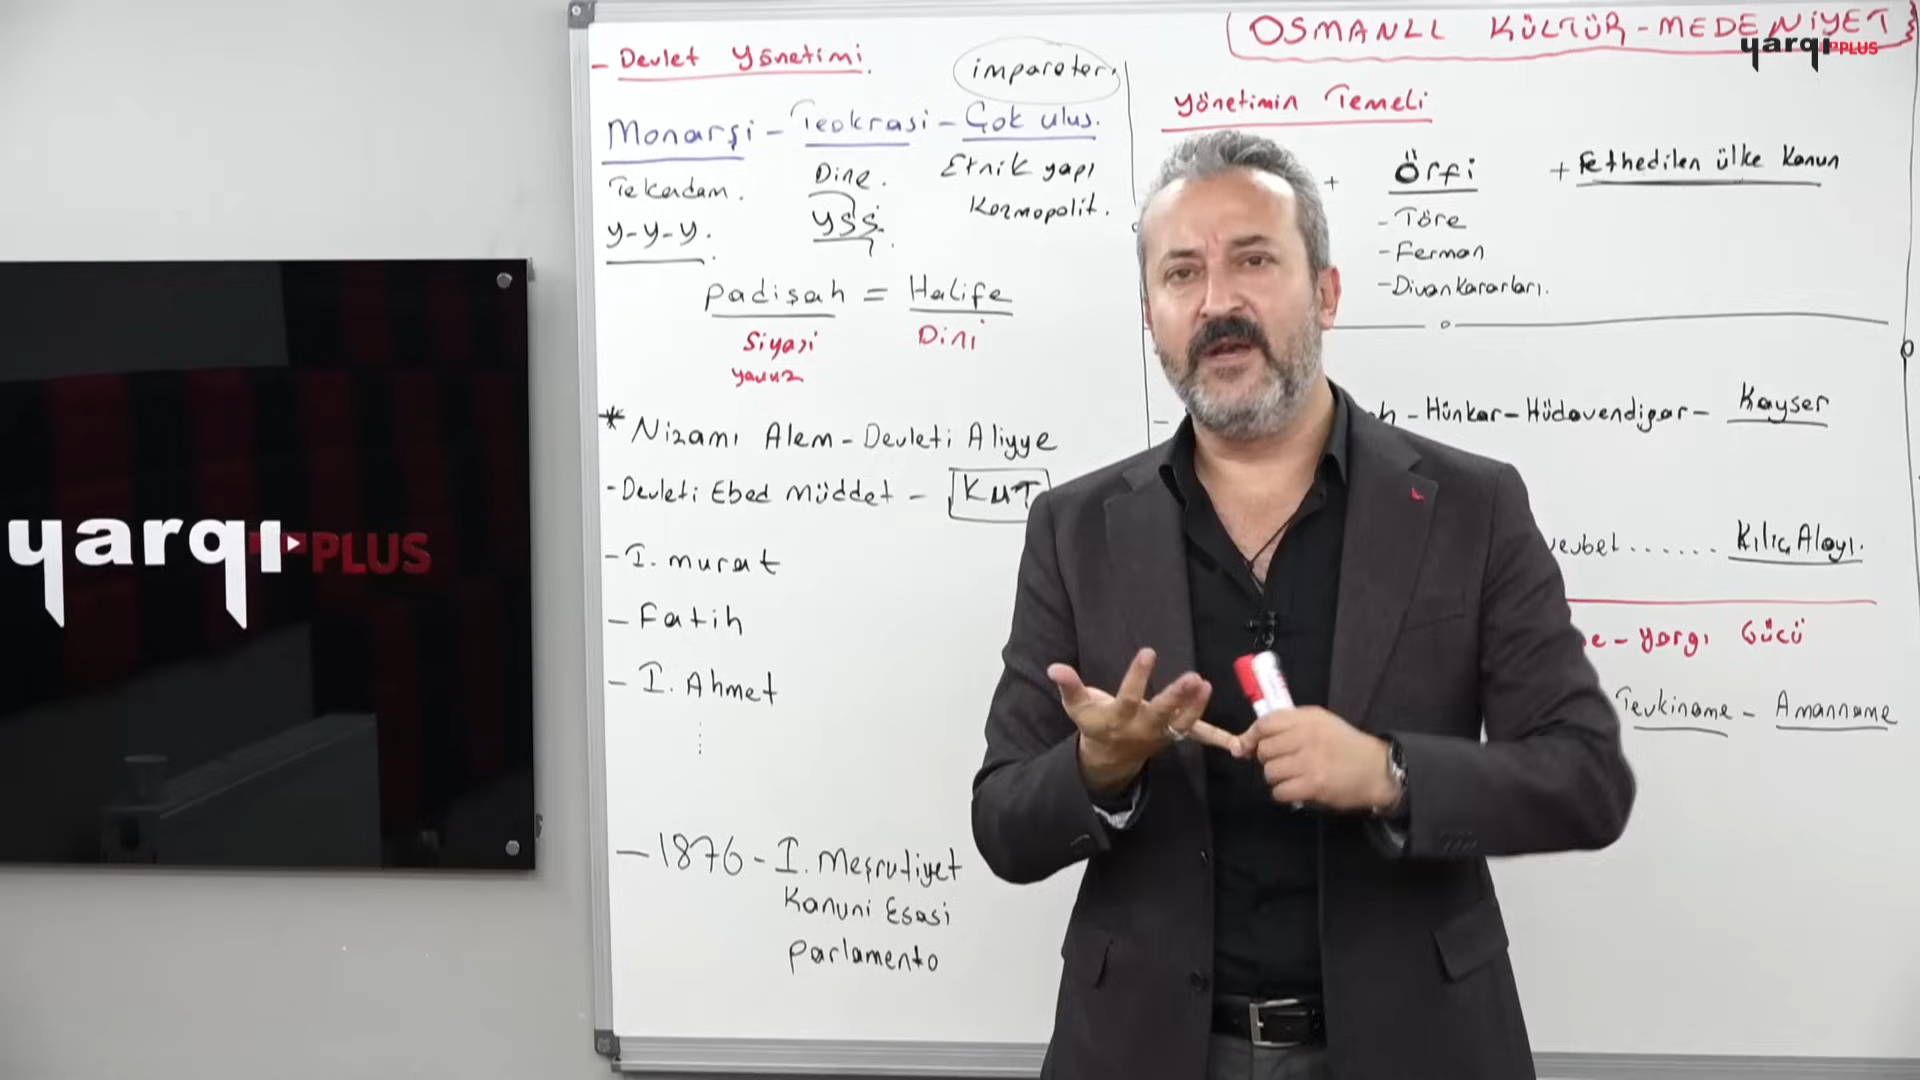 OSMANLI KÜLTÜR-MEDENİYET
yarqı PLUS
- Devlet Yönetimi.
imparator.
Monarşi - Teokrasi - Çok ulus.
Tek adam.
Dine.
Etnik yapı
Y-Y-Y.
YŞŞ.
Kozmopolit.
Padişah = Halife
Siyasi
Dini
Yavuz
* Nizamı Alem - Devleti Aliyye
- Devleti Ebed Müddet - KUT
- I. Murat
- Fatih
- I. Ahmet
- 1876 - I. Meşrutiyet
Kanuni Esasi
Parlamento
Yönetimin Temeli
+ Örfi + Fethedilen ülke Kanun
- Töre
- Ferman
- Divan kararları.
- Hünkar - Hüdavendigar - Kayser
Kılıç Alayı.
- Yargı Gücü
Tevkiname - Amanname
yarqı PLUS